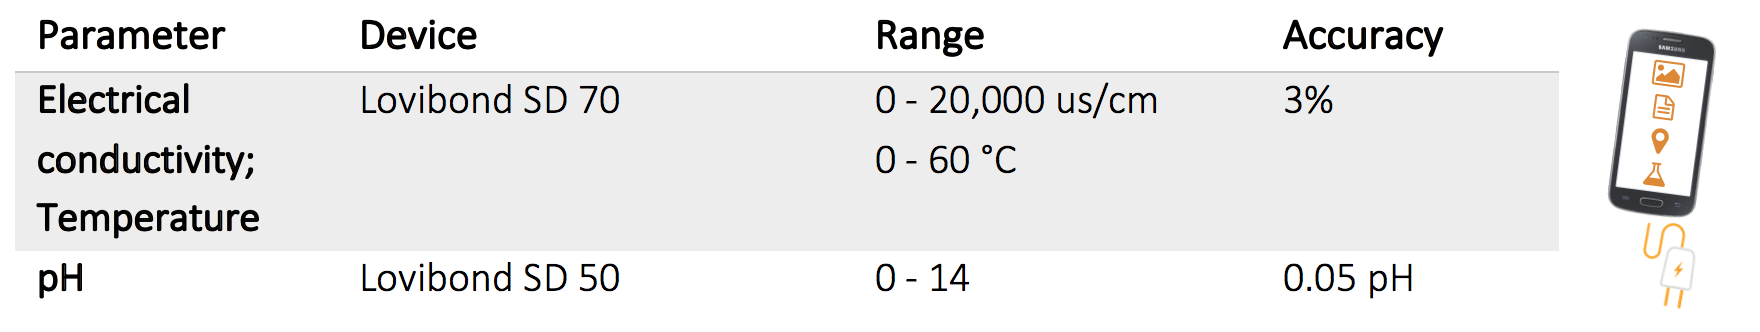 Parameter Device Range Accuracy
Electrical Lovibond SD 70 0 - 20,000 us/cm 3%
conductivity; 0 - 60 °C
Temperature
pH Lovibond SD 50 0 - 14 0.05 pH
SAMSUNG